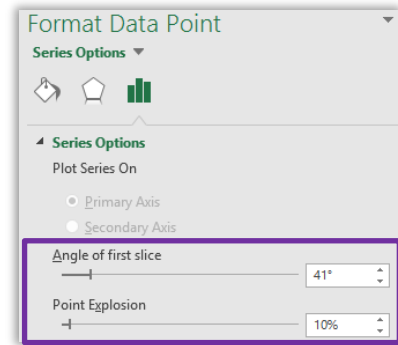 Format Data Point
Series Options
Series Options
Plot Series On
Primary Axis
Secondary Axis
Angle of first slice
41°
Point Explosion
10%